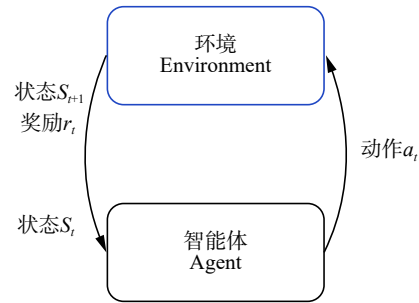 环境
Environment
状态S_{t+1}
奖励r_t
动作a_t
状态S_t
智能体
Agent